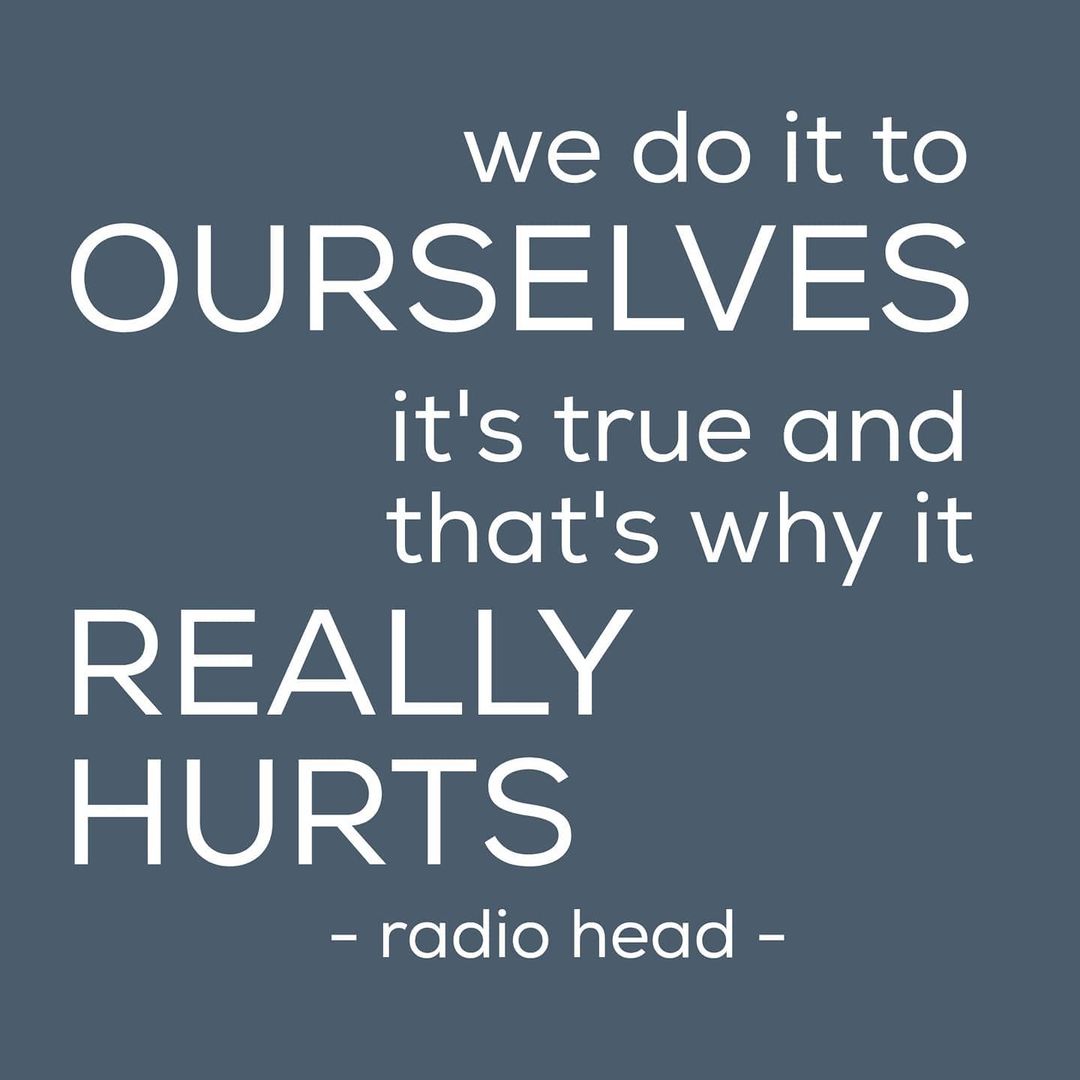 we do it to
OURSELVES
it's true and
that's why it
REALLY
HURTS
- radio head -